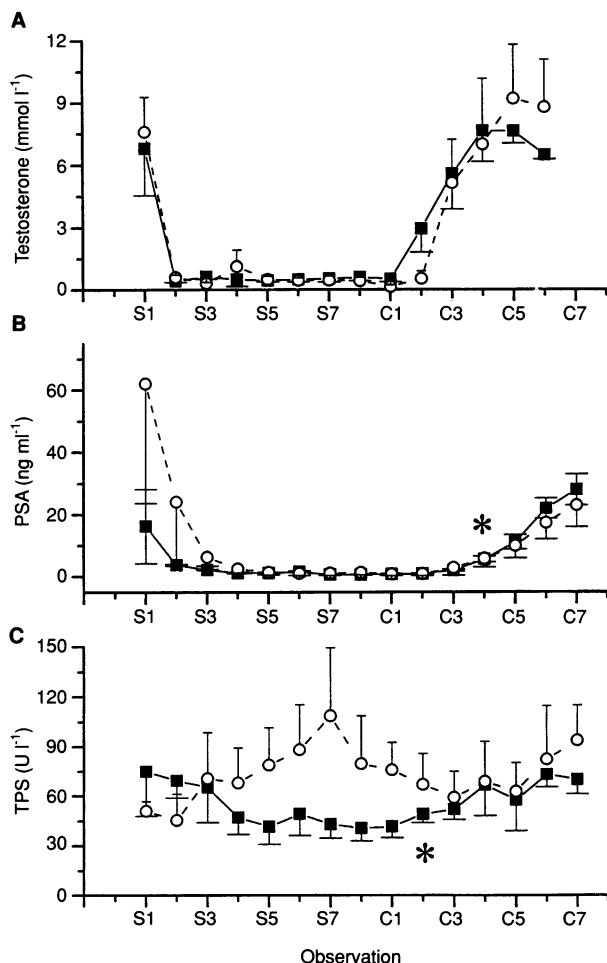 A
Testosterone (mmol l⁻¹)
12
9
6
3
0
S1 S3 S5 S7 C1 C3 C5 C7
B
PSA (ng ml⁻¹)
60
40
20
0
*
S1 S3 S5 S7 C1 C3 C5 C7
C
TPS (U l⁻¹)
150
120
90
60
30
0
*
S1 S3 S5 S7 C1 C3 C5 C7
Observation